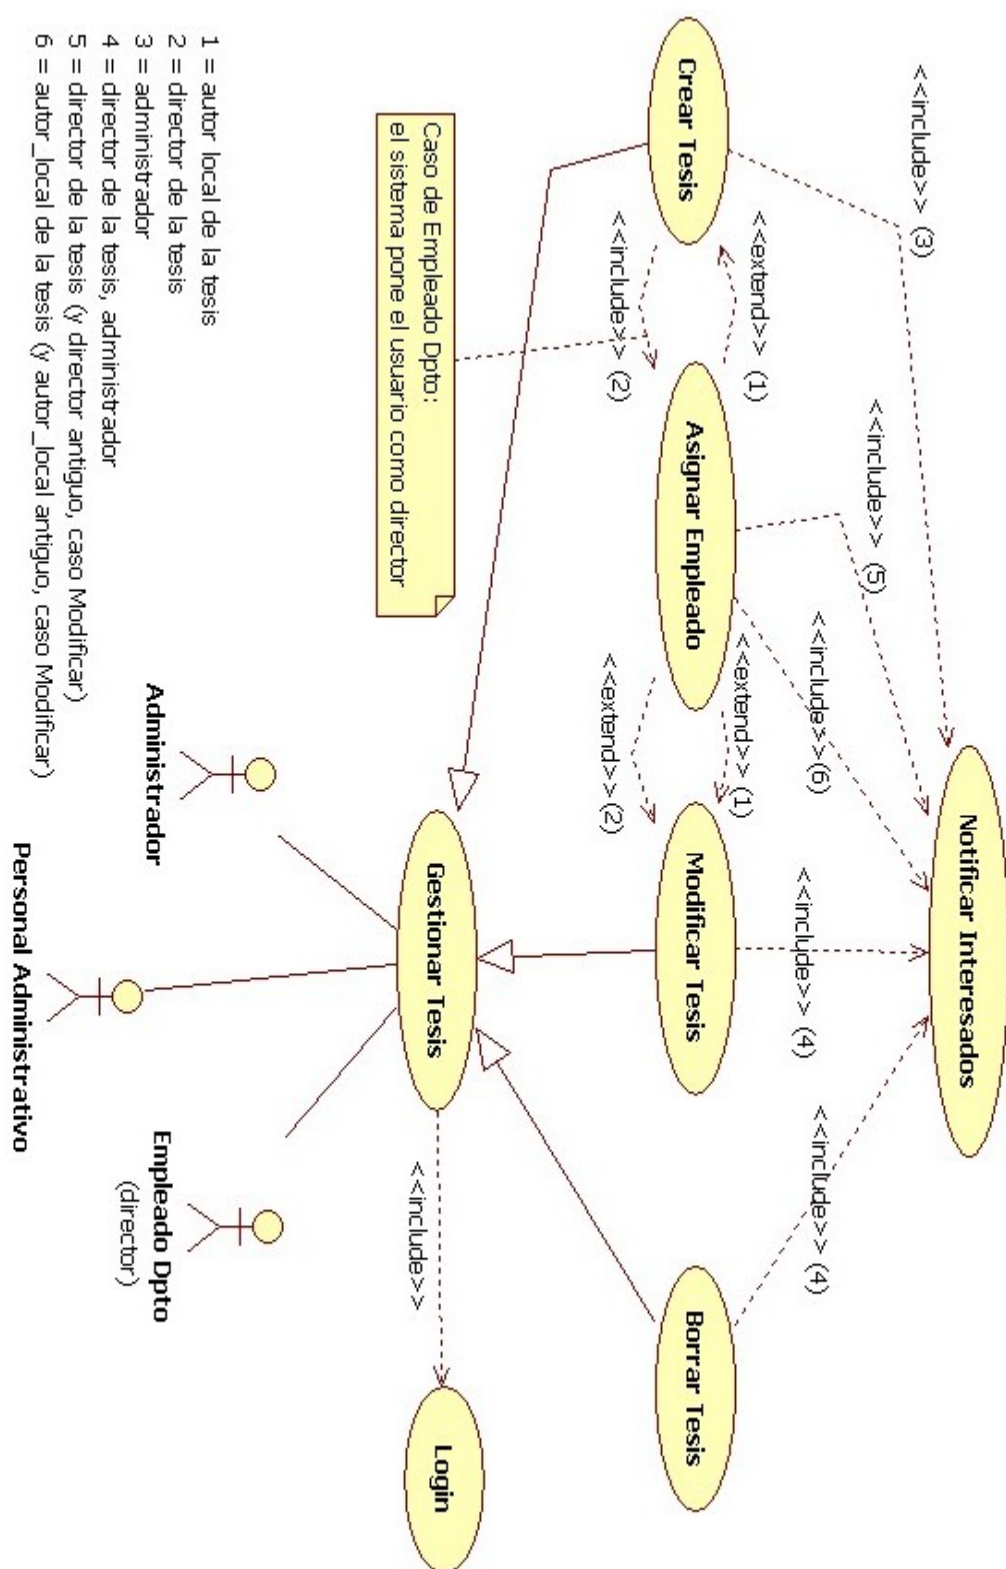 Notificar Interesados
<<include>> (3)
<<include>> (5)
<<include>>(6)
<<include>> (4)
<<include>> (4)
<<extend>> (1)
<<extend>> (1)
Crear Tesis
Asignar Empleado
Modificar Tesis
Borrar Tesis
<<include>> (2)
<<extend>>(2)
Caso de Empleado Dpto:
el sistema pone el usuario como director
Gestionar Tesis
<<include>>
Login
Administrador
Personal Administrativo
Empleado Dpto
(director)
1 = autor local de la tesis
2 = director de la tesis
3 = administrador
4 = director de la tesis, administrador
5 = director de la tesis (y director antiguo, caso Modificar)
6 = autor_local de la tesis (y autor_local antiguo, caso Modificar)